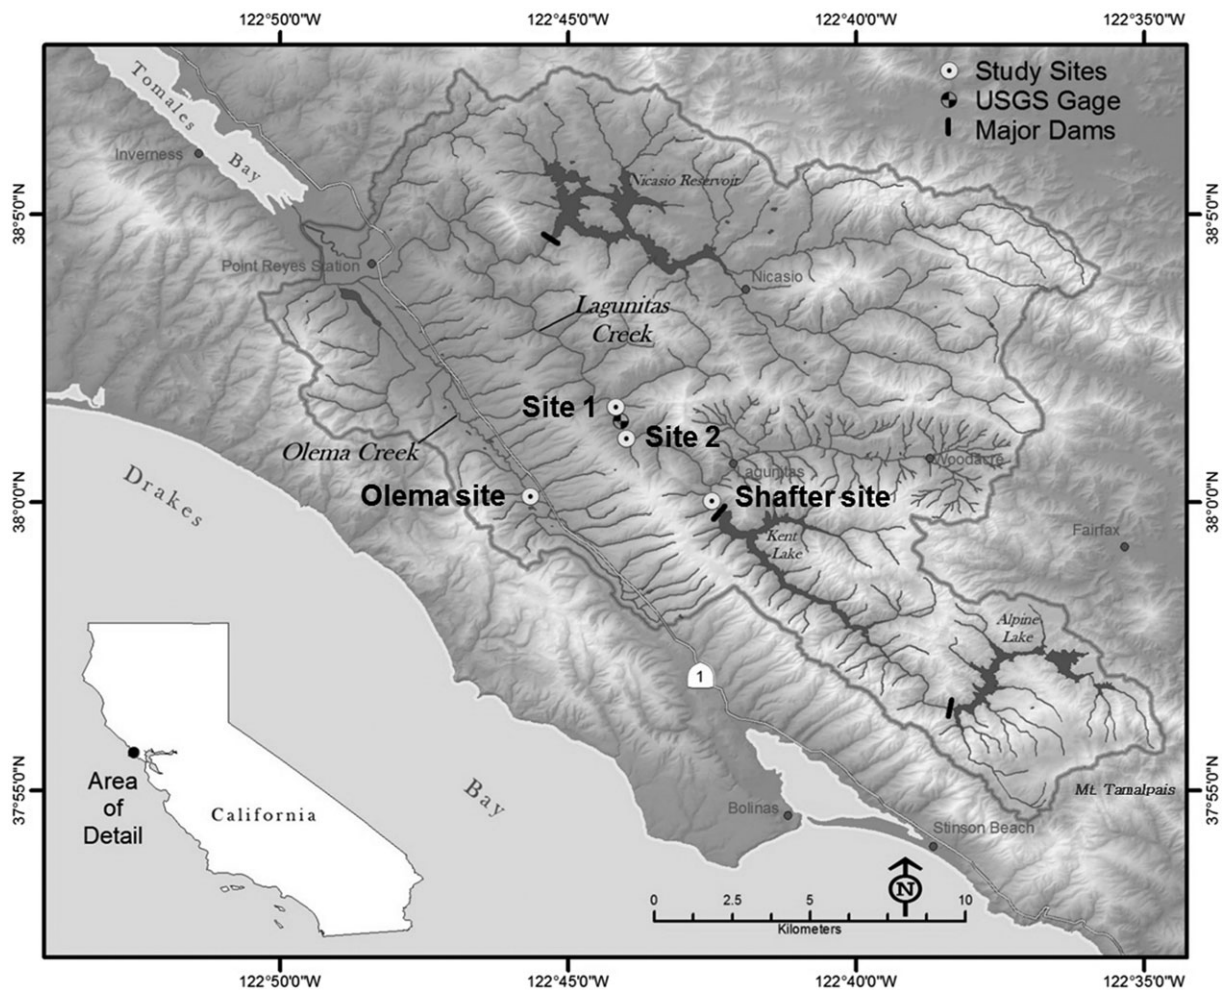 122°50'0"W
122°45'0"W
122°40'0"W
122°35'0"W
Study Sites
USGS Gage
Major Dams
Tomales
Bay
Inverness
Nicasio Reservoir
38°5'0"N
38°5'0"N
Point Reyes Station
Nicasio
Lagunitas
Creek
Site 1
Site 2
Olema Creek
Lagunitas
Woodacre
Olema site
Shafter site
Drakes
38°0'0"N
38°0'0"N
Kent
Lake
Fairfax
Alpine
Lake
1
Area
of
Detail
California
Bay
37°55'0"N
37°55'0"N
Mt. Tamalpais
Bolinas
Stinson Beach
N
0 2.5 5 10
Kilometers
122°50'0"W
122°45'0"W
122°40'0"W
122°35'0"W